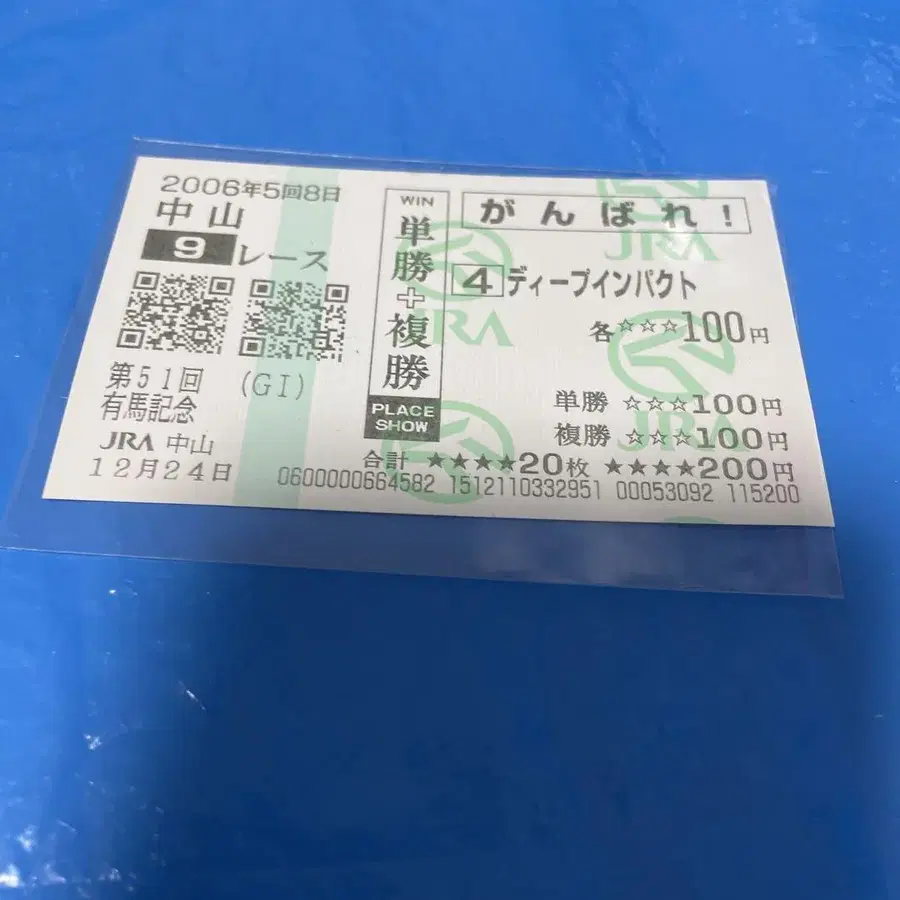 2006年5回8日
中山
9レース
第51回 (GI)
有馬記念
JRA 中山
12月24日
WIN
単勝+複勝
PLACE
SHOW
がんばれ!
4 ディープインパクト
各☆☆☆100円
単勝 ☆☆☆100円
複勝 ☆☆☆100円
合計 ★★★★20枚 ★★★★200円
0600000664582 1512110332951 00053092 115200
JRA
JRA
JRA